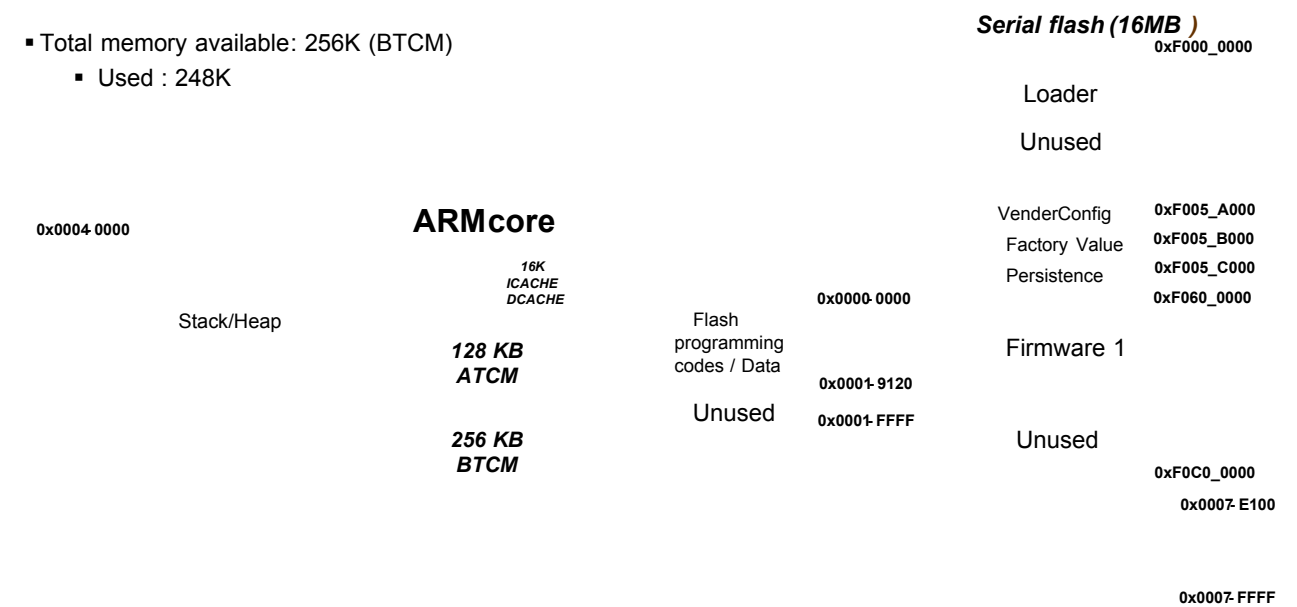 ▪ Total memory available: 256K (BTCM)
▪ Used : 248K
Serial flash (16MB )
0xF000_0000
Loader
Unused
0x0004-0000
Stack/Heap
ARMcore
16K
ICACHE
DCACHE
128 KB
ATCM
256 KB
BTCM
Flash
programming
codes / Data
Unused
0x0000-0000
0x0001-9120
0x0001-FFFF
VenderConfig
0xF005_A000
Factory Value
0xF005_B000
Persistence
0xF005_C000
0xF060_0000
Firmware 1
Unused
0xF0C0_0000
0x0007-E100
0x0007-FFFF